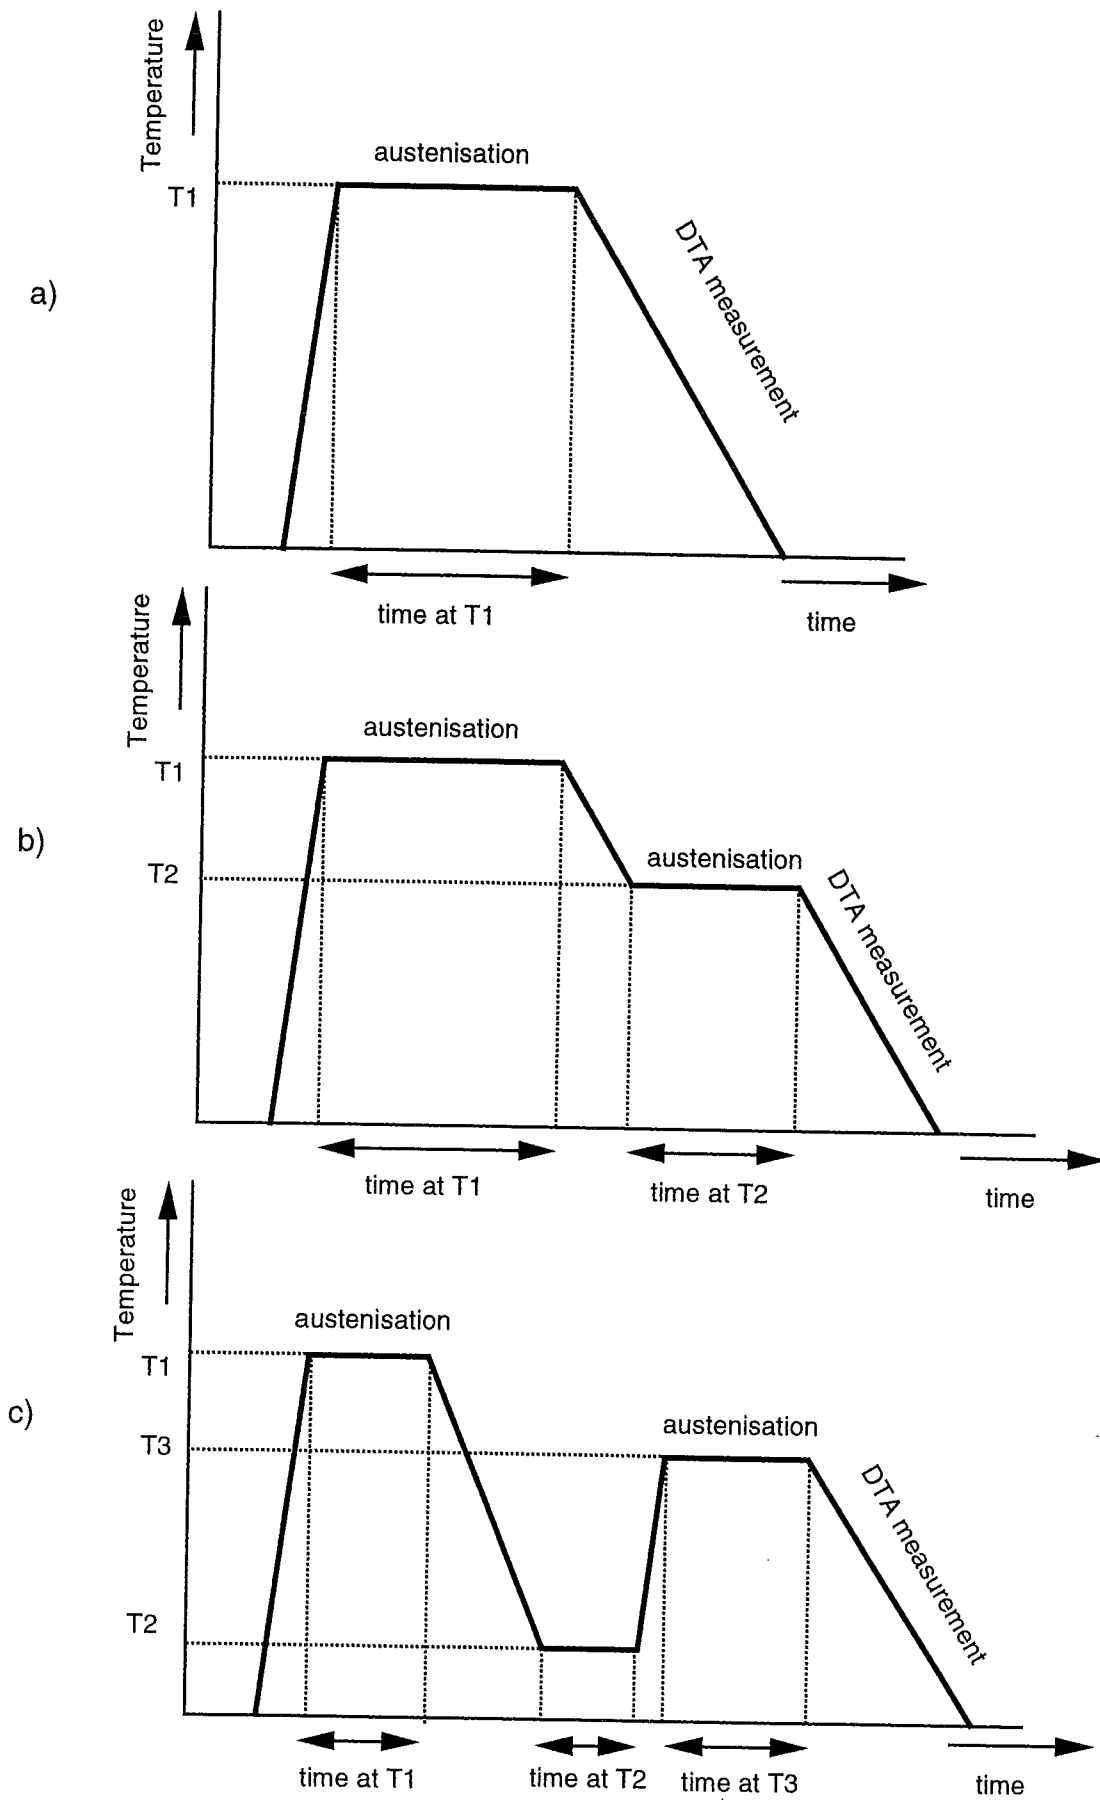 Temperature
austenisation
T1
DTA measurement
a)
time at T1
time
Temperature
austenisation
T1
b)
austenisation
T2
DTA measurement
time at T1
time at T2
time
Temperature
austenisation
T1
c)
austenisation
T3
DTA measurement
T2
time at T1
time at T2
time at T3
time